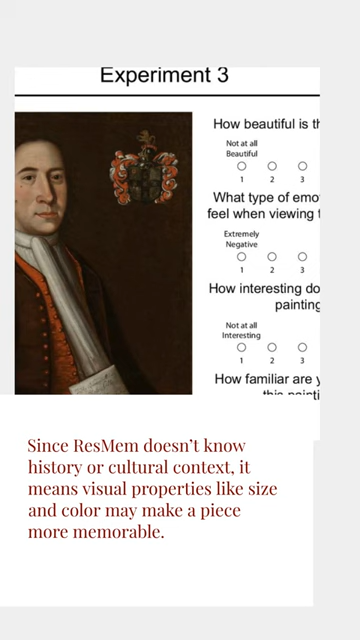 Experiment 3
How beautiful is th
Not at all
Beautiful
1 2 3
What type of emo
feel when viewing
Extremely
Negative
1 2 3
How interesting do
painting
Not at all
Interesting
1 2 3
How familiar are y
this painti
Since ResMem doesn't know
history or cultural context, it
means visual properties like size
and color may make a piece
more memorable.